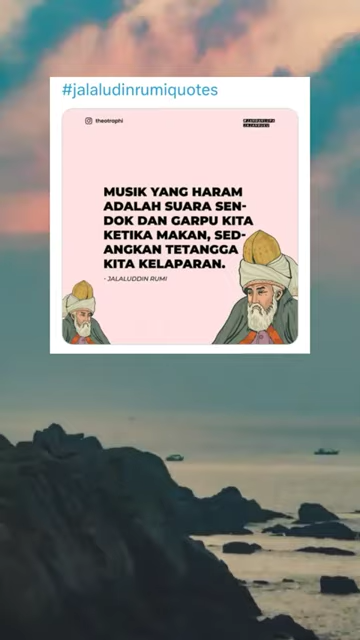 #jalaludinrumiquotes
theotraphi
MUSIK YANG HARAM
ADALAH SUARA SEN-
DOK DAN GARPU KITA
KETIKA MAKAN, SED-
ANGKAN TETANGGA
KITA KELAPARAN.
- JALALUDDIN RUMI